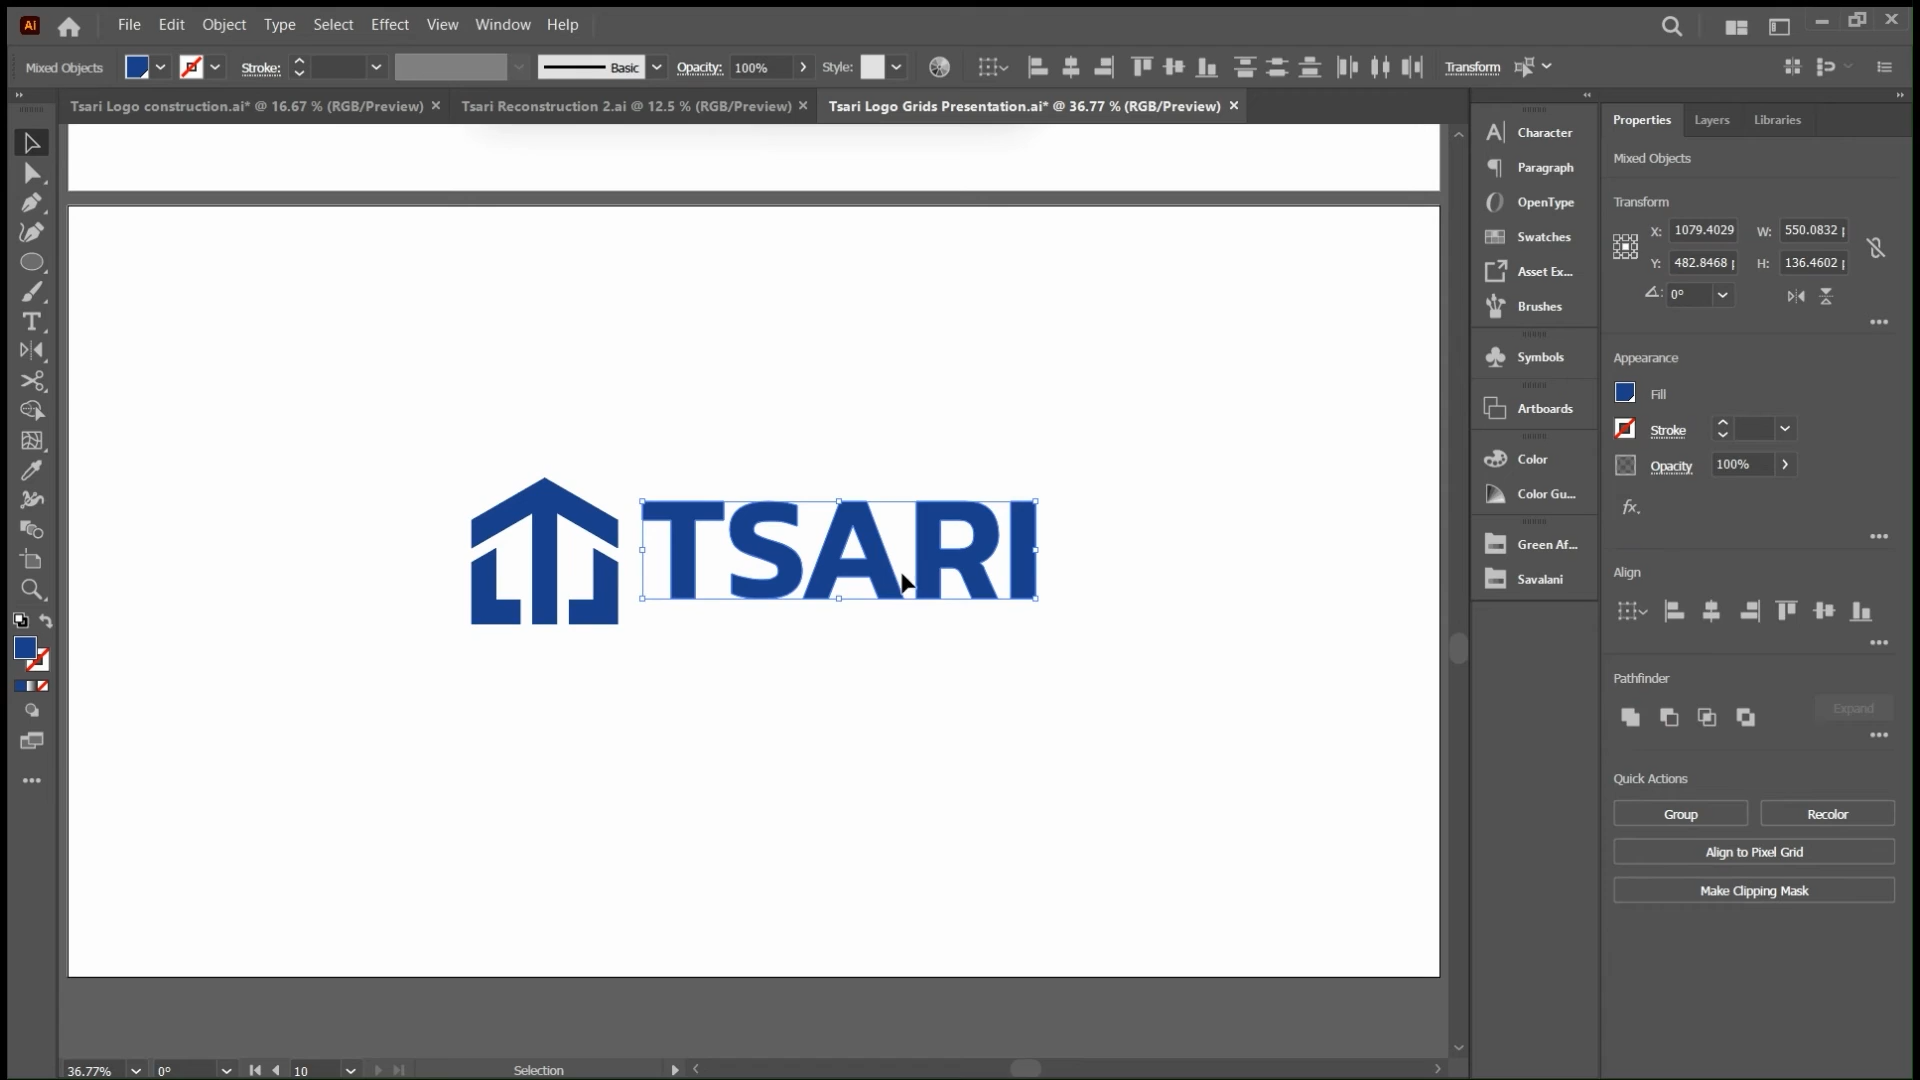 Ai File Edit Object Type Select Effect View Window Help
Mixed Objects Stroke: Basic Opacity: 100% Style: Transform
Tsari Logo construction.ai* @ 16.67 % (RGB/Preview) × Tsari Reconstruction 2.ai @ 12.5 % (RGB/Preview) × Tsari Logo Grids Presentation.ai* @ 36.77 % (RGB/Preview) ×
TSARI
Character
Paragraph
OpenType
Swatches
Asset Ex...
Brushes
Symbols
Artboards
Color
Color Gu...
Green Af...
Savalani
Properties Layers Libraries
Mixed Objects
Transform
X: 1079.4029 W: 550.0832
Y: 482.8468 H: 136.4602
0°
Appearance
Fill
Stroke
Opacity 100%
fx.
Align
Pathfinder
Expand
Quick Actions
Group Recolor
Align to Pixel Grid
Make Clipping Mask
36.77% 0° 10 Selection